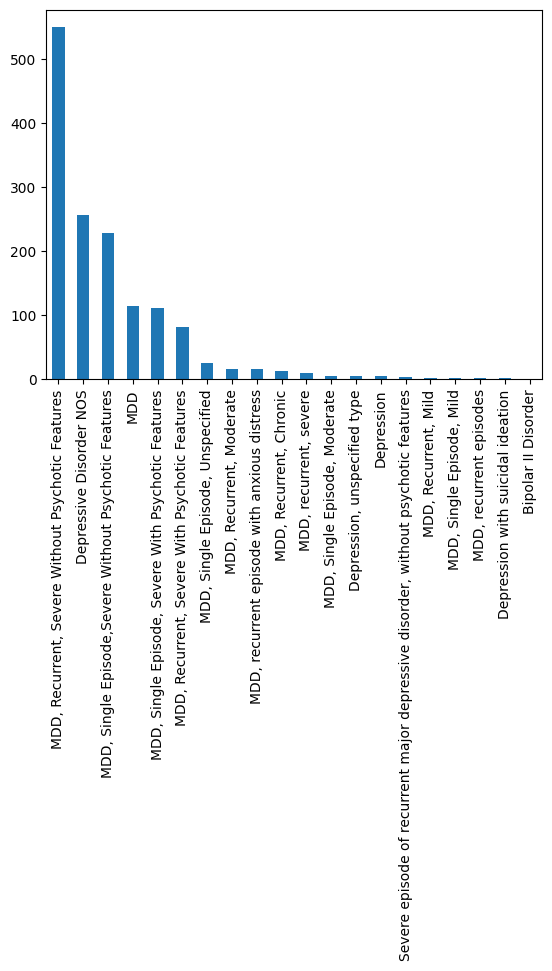 500
400
300
200
100
0
MDD, Recurrent, Severe Without Psychotic Features
Depressive Disorder NOS
MDD, Single Episode,Severe Without Psychotic Features
MDD
MDD, Single Episode, Severe With Psychotic Features
MDD, Recurrent, Severe With Psychotic Features
MDD, Single Episode, Unspecified
MDD, Recurrent, Moderate
MDD, recurrent episode with anxious distress
MDD, Recurrent, Chronic
MDD, recurrent, severe
MDD, Single Episode, Moderate
Depression, unspecified type
Depression
Severe episode of recurrent major depressive disorder, without psychotic features
MDD, Recurrent, Mild
MDD, Single Episode, Mild
MDD, recurrent episodes
Depression with suicidal ideation
Bipolar II Disorder